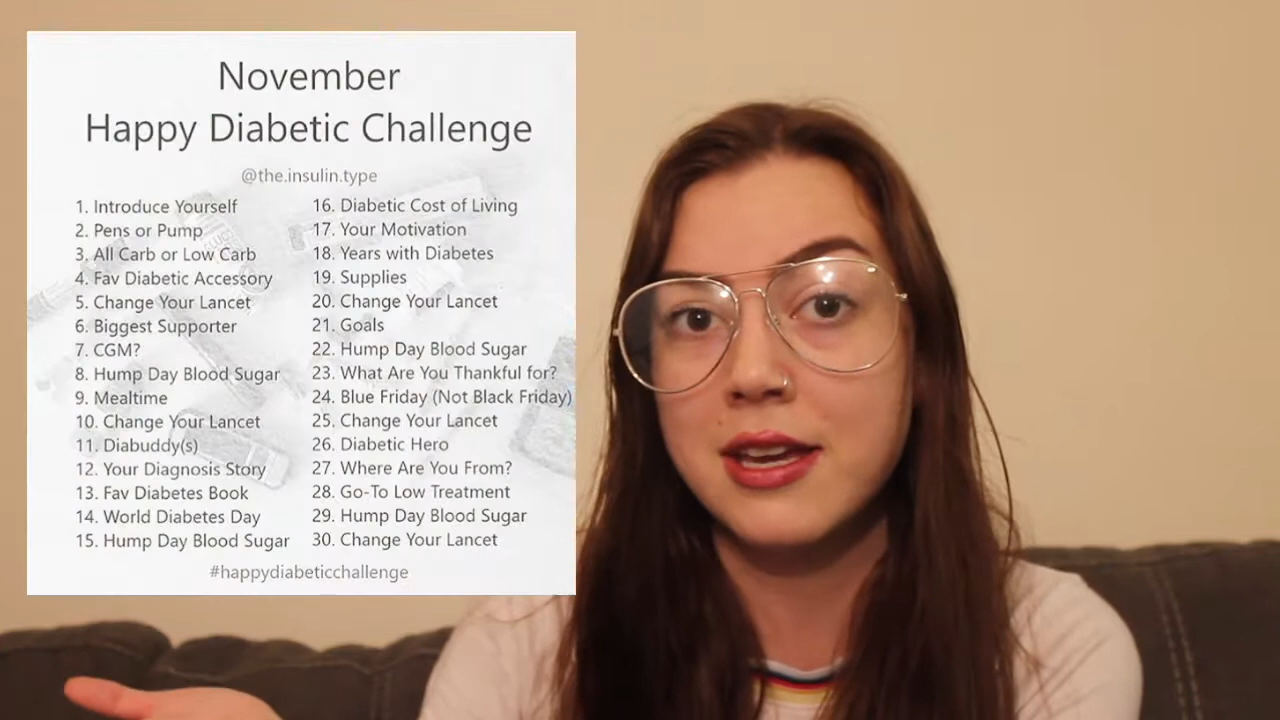 November
Happy Diabetic Challenge
@the.insulin.type
1. Introduce Yourself
2. Pens or Pump
3. All Carb or Low Carb
4. Fav Diabetic Accessory
5. Change Your Lancet
6. Biggest Supporter
7. CGM?
8. Hump Day Blood Sugar
9. Mealtime
10. Change Your Lancet
11. Diabuddy(s)
12. Your Diagnosis Story
13. Fav Diabetes Book
14. World Diabetes Day
15. Hump Day Blood Sugar
16. Diabetic Cost of Living
17. Your Motivation
18. Years with Diabetes
19. Supplies
20. Change Your Lancet
21. Goals
22. Hump Day Blood Sugar
23. What Are You Thankful for?
24. Blue Friday (Not Black Friday)
25. Change Your Lancet
26. Diabetic Hero
27. Where Are You From?
28. Go-To Low Treatment
29. Hump Day Blood Sugar
30. Change Your Lancet
#happydiabeticchallenge